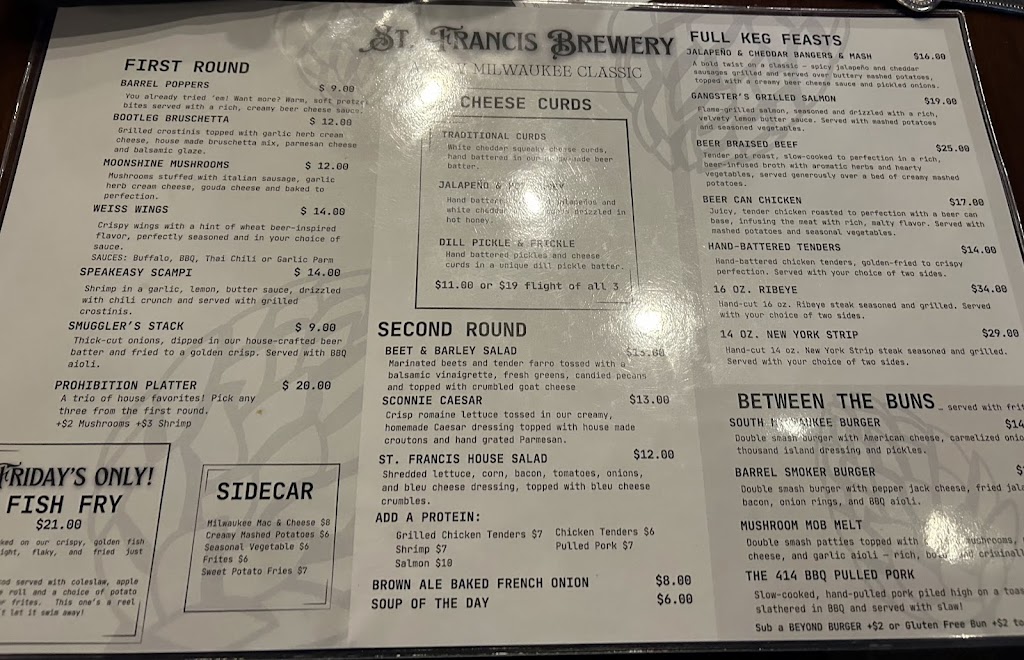 FIRST ROUND
BARREL POPPERS $ 9.00
You already tried 'em! Want more? Warm, soft pretzel
bites served with a rich, creamy beer cheese sauce.
BOOTLEG BRUSCHETTA $ 12.00
Grilled crostinis topped with garlic herb cream
cheese, house made bruschetta mix, parmesan cheese
and balsamic glaze.
MOONSHINE MUSHROOMS $ 12.00
Mushrooms stuffed with italian sausage, garlic
herb cream cheese, gouda cheese and baked to
perfection.
WEISS WINGS $ 14.00
Crispy wings with a hint of wheat beer-inspired
flavor, perfectly seasoned and in your choice of
sauce.
SAUCES: Buffalo, BBQ, Thai Chili or Garlic Parm
SPEAKEASY SCAMPI $ 14.00
Shrimp in a garlic, lemon, butter sauce, drizzled
with chili crunch and served with grilled
crostinis.
SMUGGLER'S STACK $ 9.00
Thick-cut onions, dipped in our house-crafted beer
batter and fried to a golden crisp. Served with BBQ
aioli.
PROHIBITION PLATTER $ 20.00
A trio of house favorites! Pick any
three from the first round.
+$2 Mushrooms +$3 Shrimp
FRIDAY'S ONLY!
FISH FRY
$21.00
on our crispy, golden fish
flaky, and fried just
served with coleslaw, apple
roll and a choice of potato
frites. This one's a reel
let it swim away!
SIDECAR
Milwaukee Mac & Cheese $8
Creamy Mashed Potatoes $6
Seasonal Vegetable $6
Frites $6
Sweet Potato Fries $7
ST. FRANCIS BREWERY
MILWAUKEE CLASSIC
CHEESE CURDS
TRADITIONAL CURDS
White cheddar squeaky cheese curds,
hand battered in our house-made beer
batter.
JALAPEÑO &
Hand battered jalapenos and
white cheddar drizzled in
hot honey.
DILL PICKLE & FRICKLE
Hand battered pickles and cheese
curds in a unique dill pickle batter.
$11.00 or $19 flight of all 3
SECOND ROUND
BEET & BARLEY SALAD
Marinated beets and tender farro tossed with a
balsamic vinaigrette, fresh greens, candied pecans
and topped with crumbled goat cheese
SCONNIE CAESAR $13.00
Crisp romaine lettuce tossed in our creamy,
homemade Caesar dressing topped with house made
croutons and hand grated Parmesan.
ST. FRANCIS HOUSE SALAD $12.00
Shredded lettuce, corn, bacon, tomatoes, onions,
and bleu cheese dressing, topped with bleu cheese
crumbles.
ADD A PROTEIN:
Grilled Chicken Tenders $7 Chicken Tenders $6
Shrimp $7 Pulled Pork $7
Salmon $10
BROWN ALE BAKED FRENCH ONION $8.00
SOUP OF THE DAY $6.00
FULL KEG FEASTS
JALAPEÑO & CHEDDAR BANGERS & MASH $16.00
A bold twist on a classic – spicy jalapeño and cheddar
sausages grilled and served over buttery mashed potatoes,
topped with a creamy beer cheese sauce and pickled onions.
GANGSTER'S GRILLED SALMON $19.00
Flame-grilled salmon, seasoned and drizzled with a rich,
velvety lemon butter sauce. Served with mashed potatoes
and seasoned vegetables.
BEER BRAISED BEEF $25.00
Tender pot roast, slow-cooked to perfection in a rich,
beer-infused broth with aromatic herbs and hearty
vegetables, served generously over a bed of creamy mashed
potatoes.
BEER CAN CHICKEN $17.00
Juicy, tender chicken roasted to perfection with a beer can
base, infusing the meat with rich, malty flavor. Served with
mashed potatoes and seasonal vegetables.
HAND-BATTERED TENDERS $14.00
Hand-battered chicken tenders, golden-fried to crispy
perfection. Served with your choice of two sides.
16 OZ. RIBEYE $34.00
Hand-cut 16 oz. Ribeye steak seasoned and grilled. Served
with your choice of two sides.
14 OZ. NEW YORK STRIP $29.00
Hand-cut 14 oz. New York Strip steak seasoned and grilled.
Served with your choice of two sides.
BETWEEN THE BUNS … served with
SOUTH MILWAUKEE BURGER $14
Double smash burger with American cheese, carmelized
thousand island dressing and pickles.
BARREL SMOKER BURGER
Double smash burger with pepper jack cheese, fried
bacon, onion rings, and BBQ aioli.
MUSHROOM MOB MELT
Double smash patties topped with mushrooms,
cheese, and garlic aioli – rich, bold, and
THE 414 BBQ PULLED PORK
Slow-cooked, hand-pulled pork piled high on a
slathered in BBQ and served with slaw!
Sub a BEYOND BURGER +$2 or Gluten Free Bun +$2